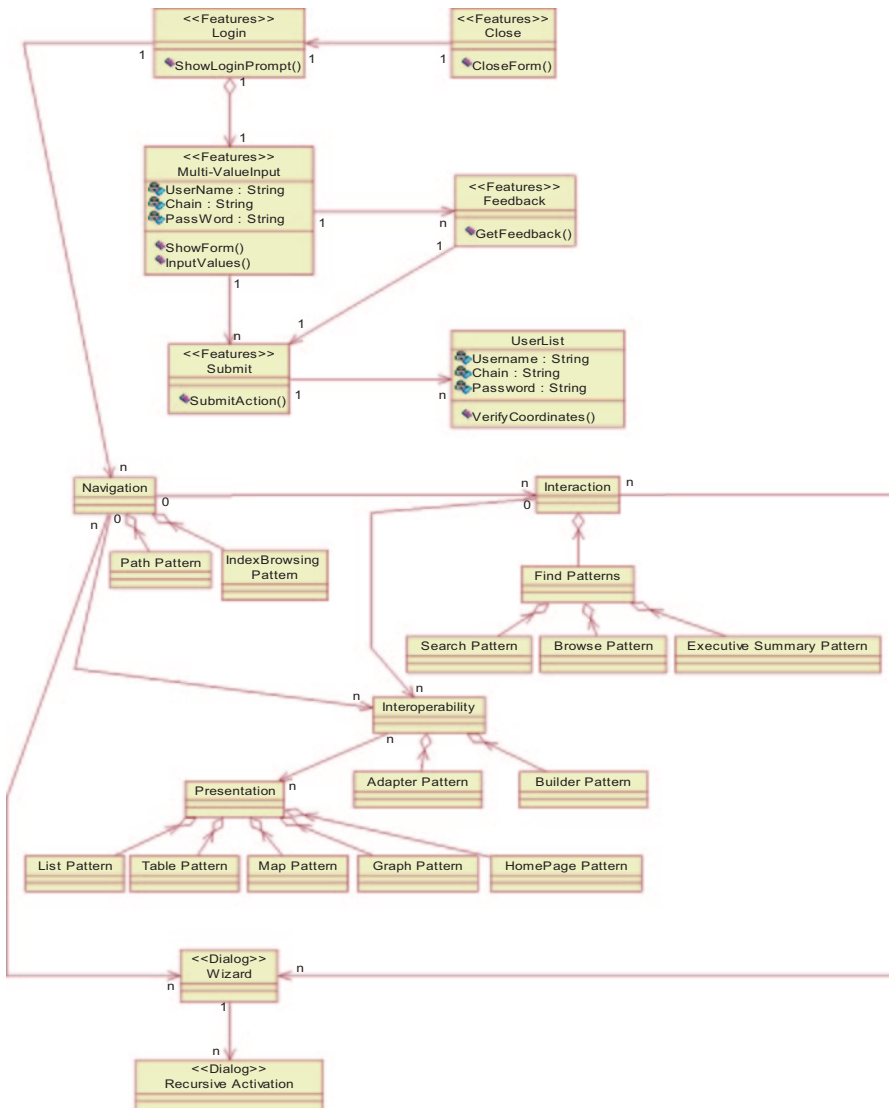 <<Features>>
Login
ShowLoginPrompt()
<<Features>>
Close
CloseForm()
1
1
1
1
1
<<Features>>
Multi-ValueInput
UserName : String
Chain : String
PassWord : String
ShowForm()
InputValues()
<<Features>>
Feedback
GetFeedback()
1
n
1
1
1
n
<<Features>>
Submit
SubmitAction()
UserList
Username : String
Chain : String
Password : String
VerifyCoordinates()
1
n
n
Navigation
0
n
0
n
Interaction
n
0
Path Pattern
IndexBrowsing
Pattern
Find Patterns
Search Pattern
Browse Pattern
Executive Summary Pattern
n
n
Interoperability
n
n
Adapter Pattern
Builder Pattern
Presentation
List Pattern
Table Pattern
Map Pattern
Graph Pattern
HomePage Pattern
<<Dialog>>
Wizard
n
n
1
n
<<Dialog>>
Recursive Activation